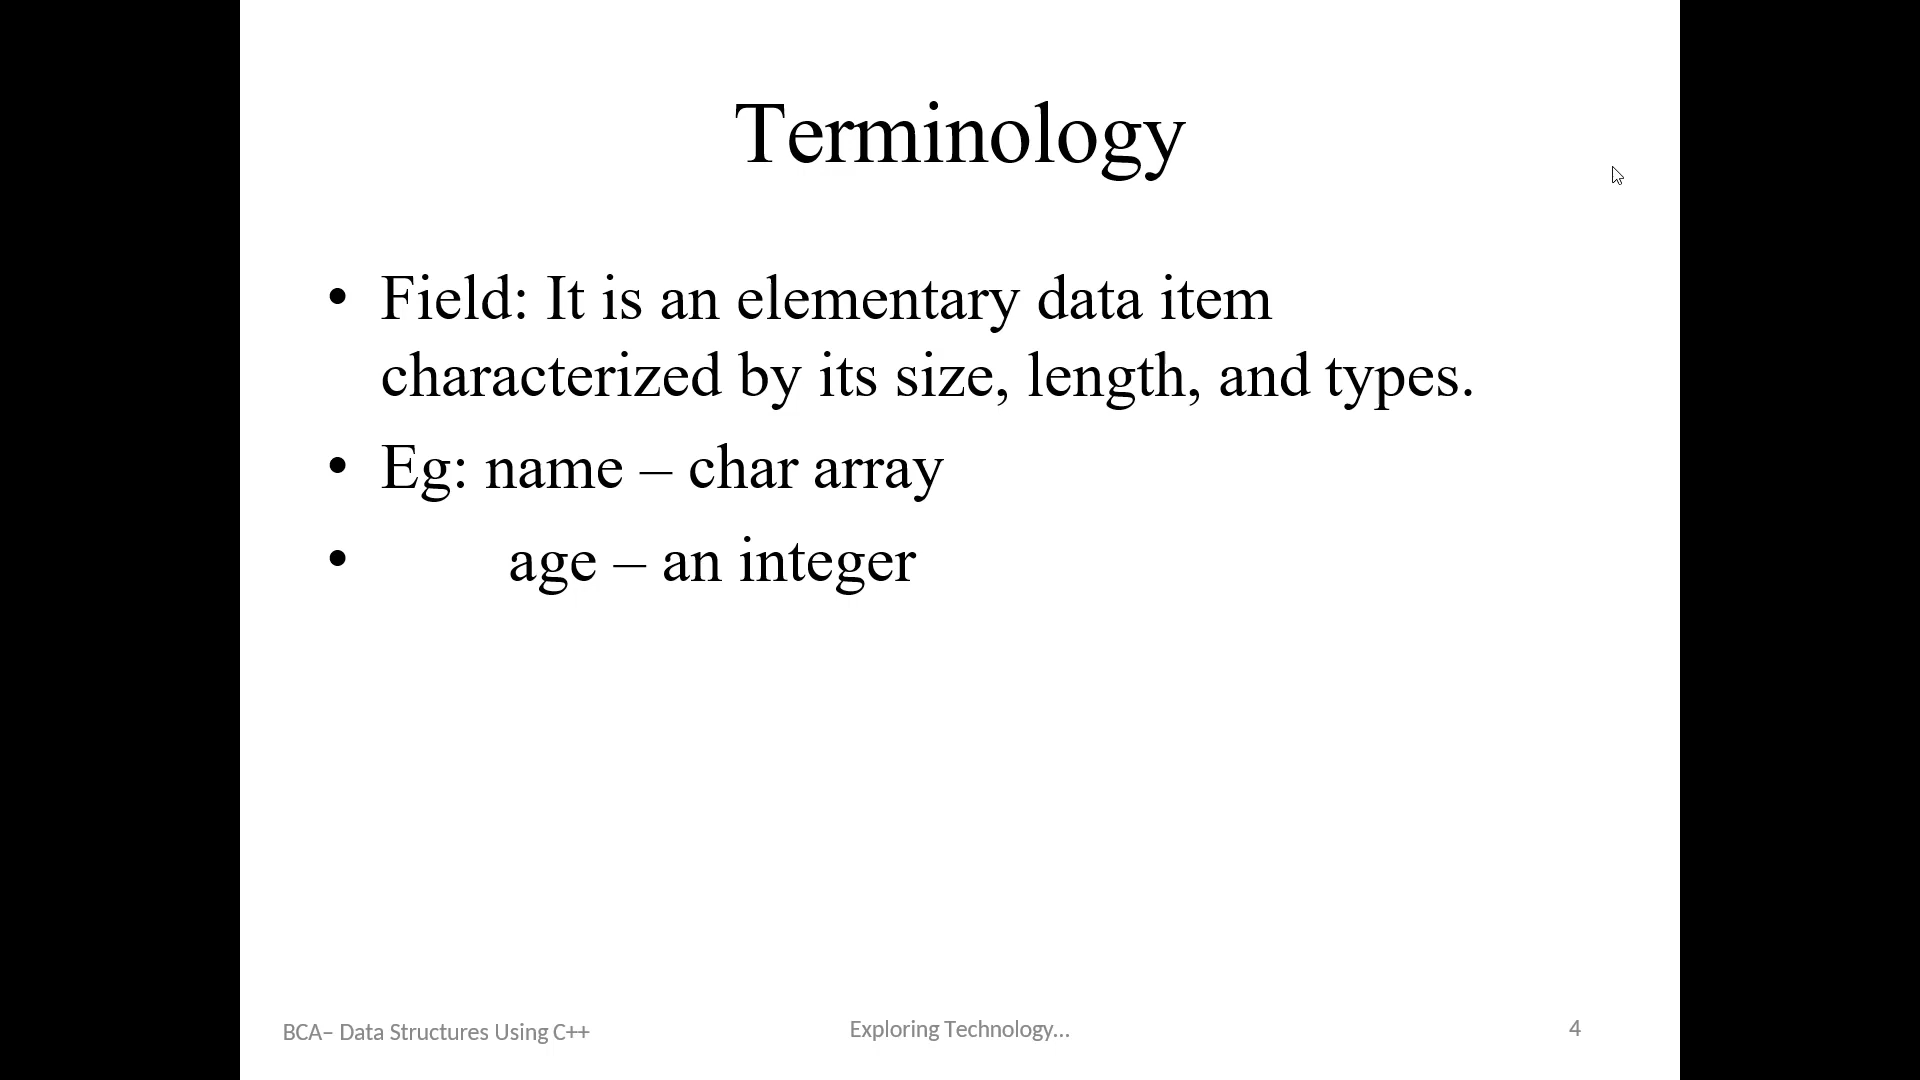 Terminology
• Field: It is an elementary data item
characterized by its size, length, and types.
• Eg: name – char array
• age – an integer
BCA– Data Structures Using C++
Exploring Technology...
4